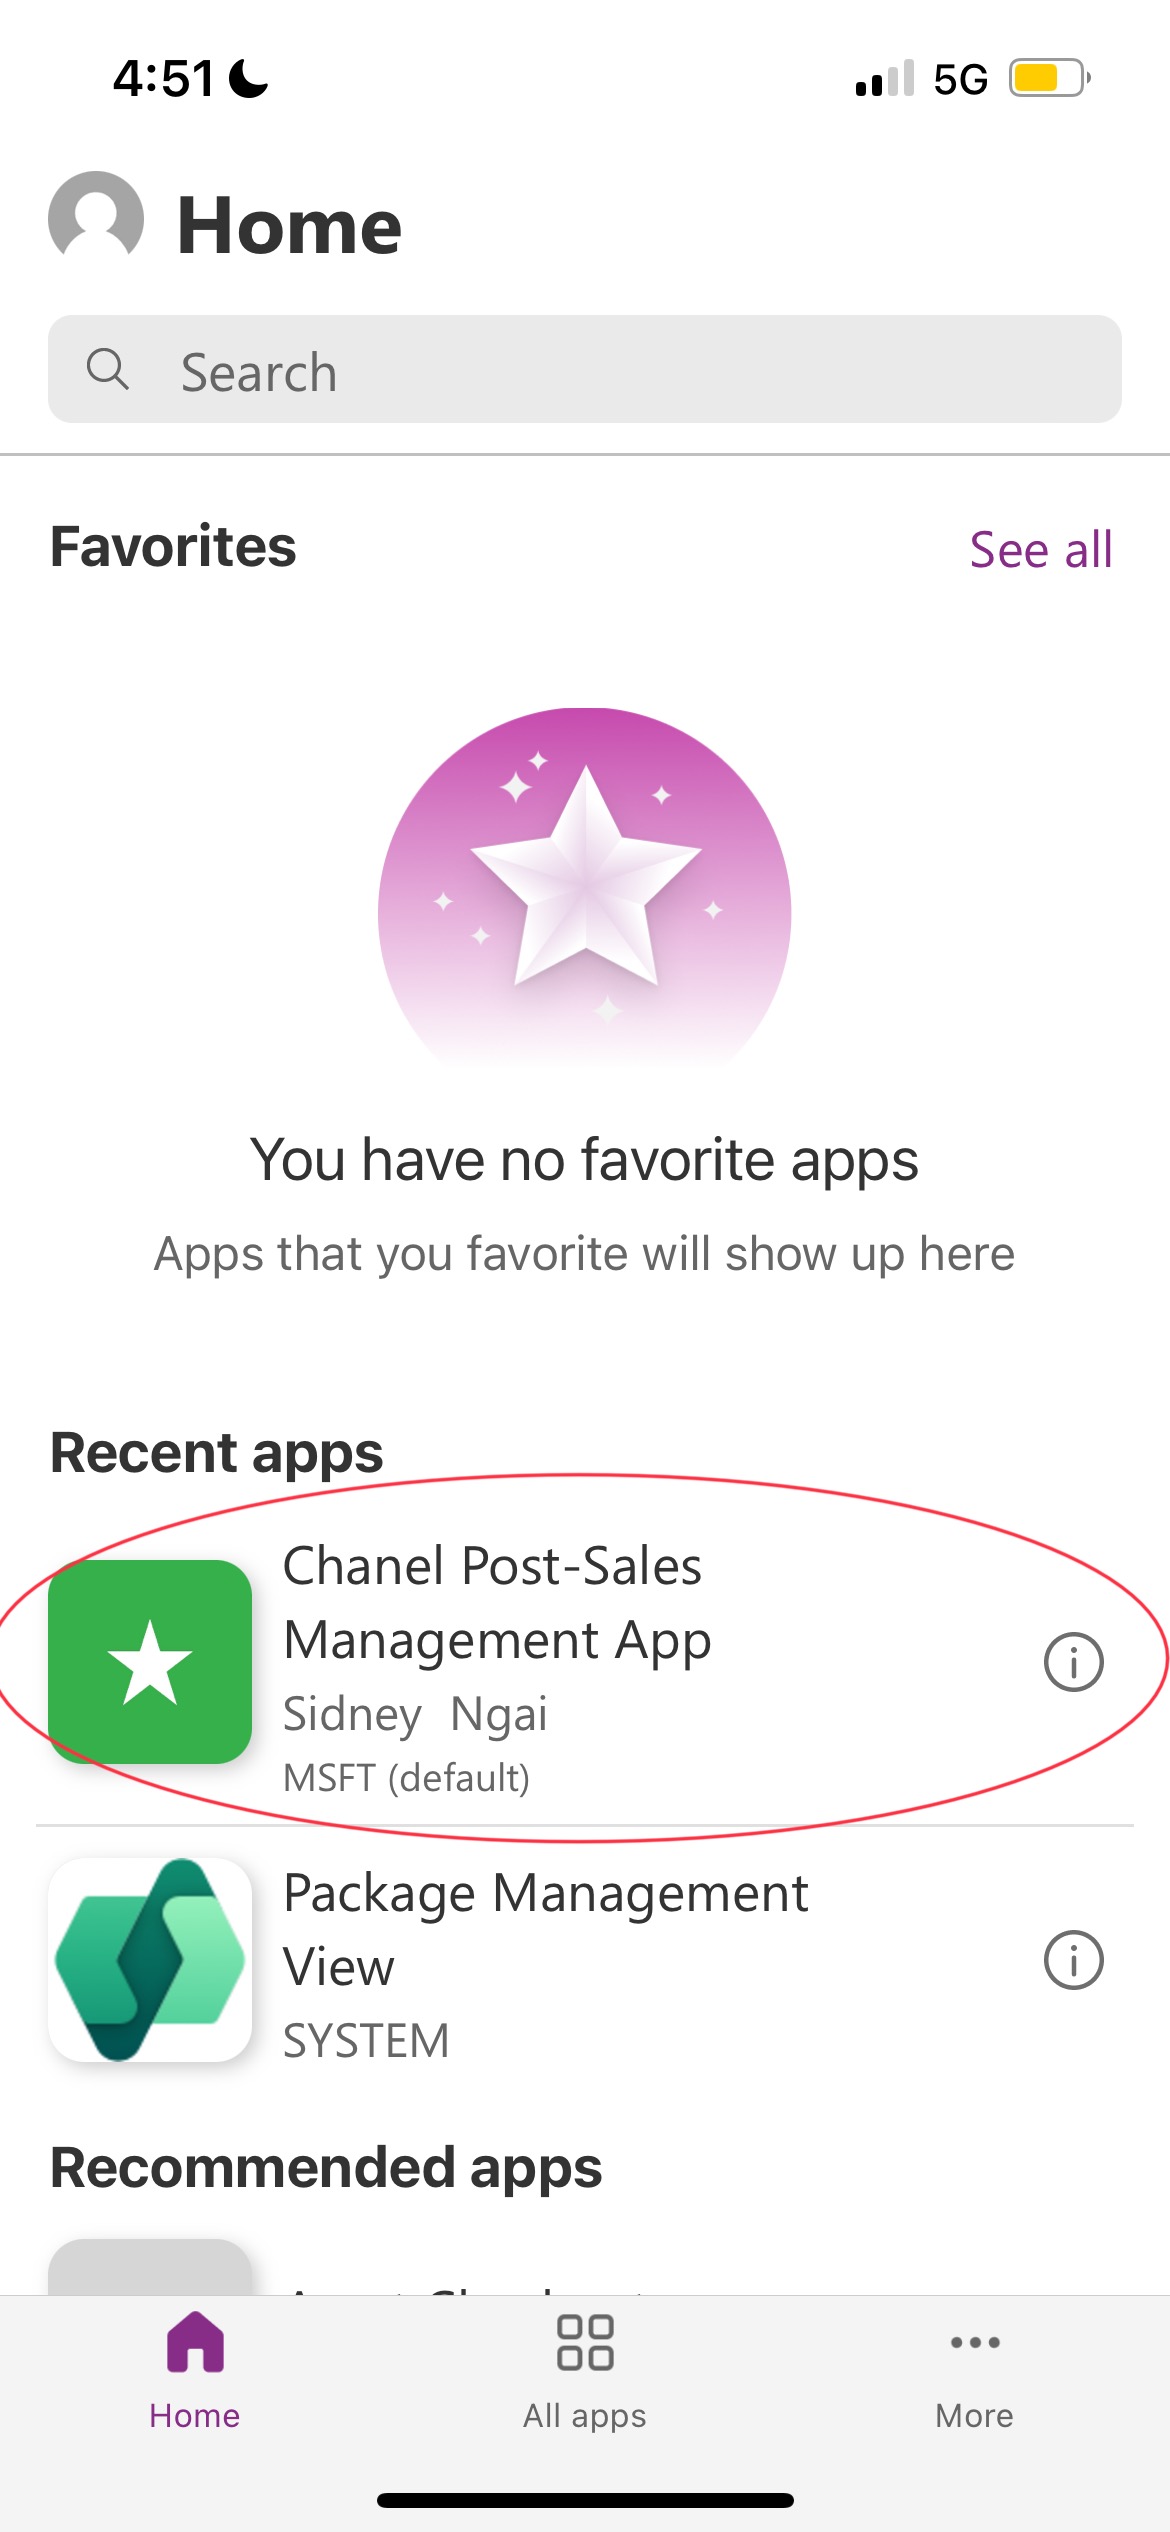 4:51
5G
Home
Search
Favorites
See all
You have no favorite apps
Apps that you favorite will show up here
Recent apps
Chanel Post-Sales
Management App
Sidney Ngai
MSFT (default)
Package Management
View
SYSTEM
Recommended apps
Home
All apps
More